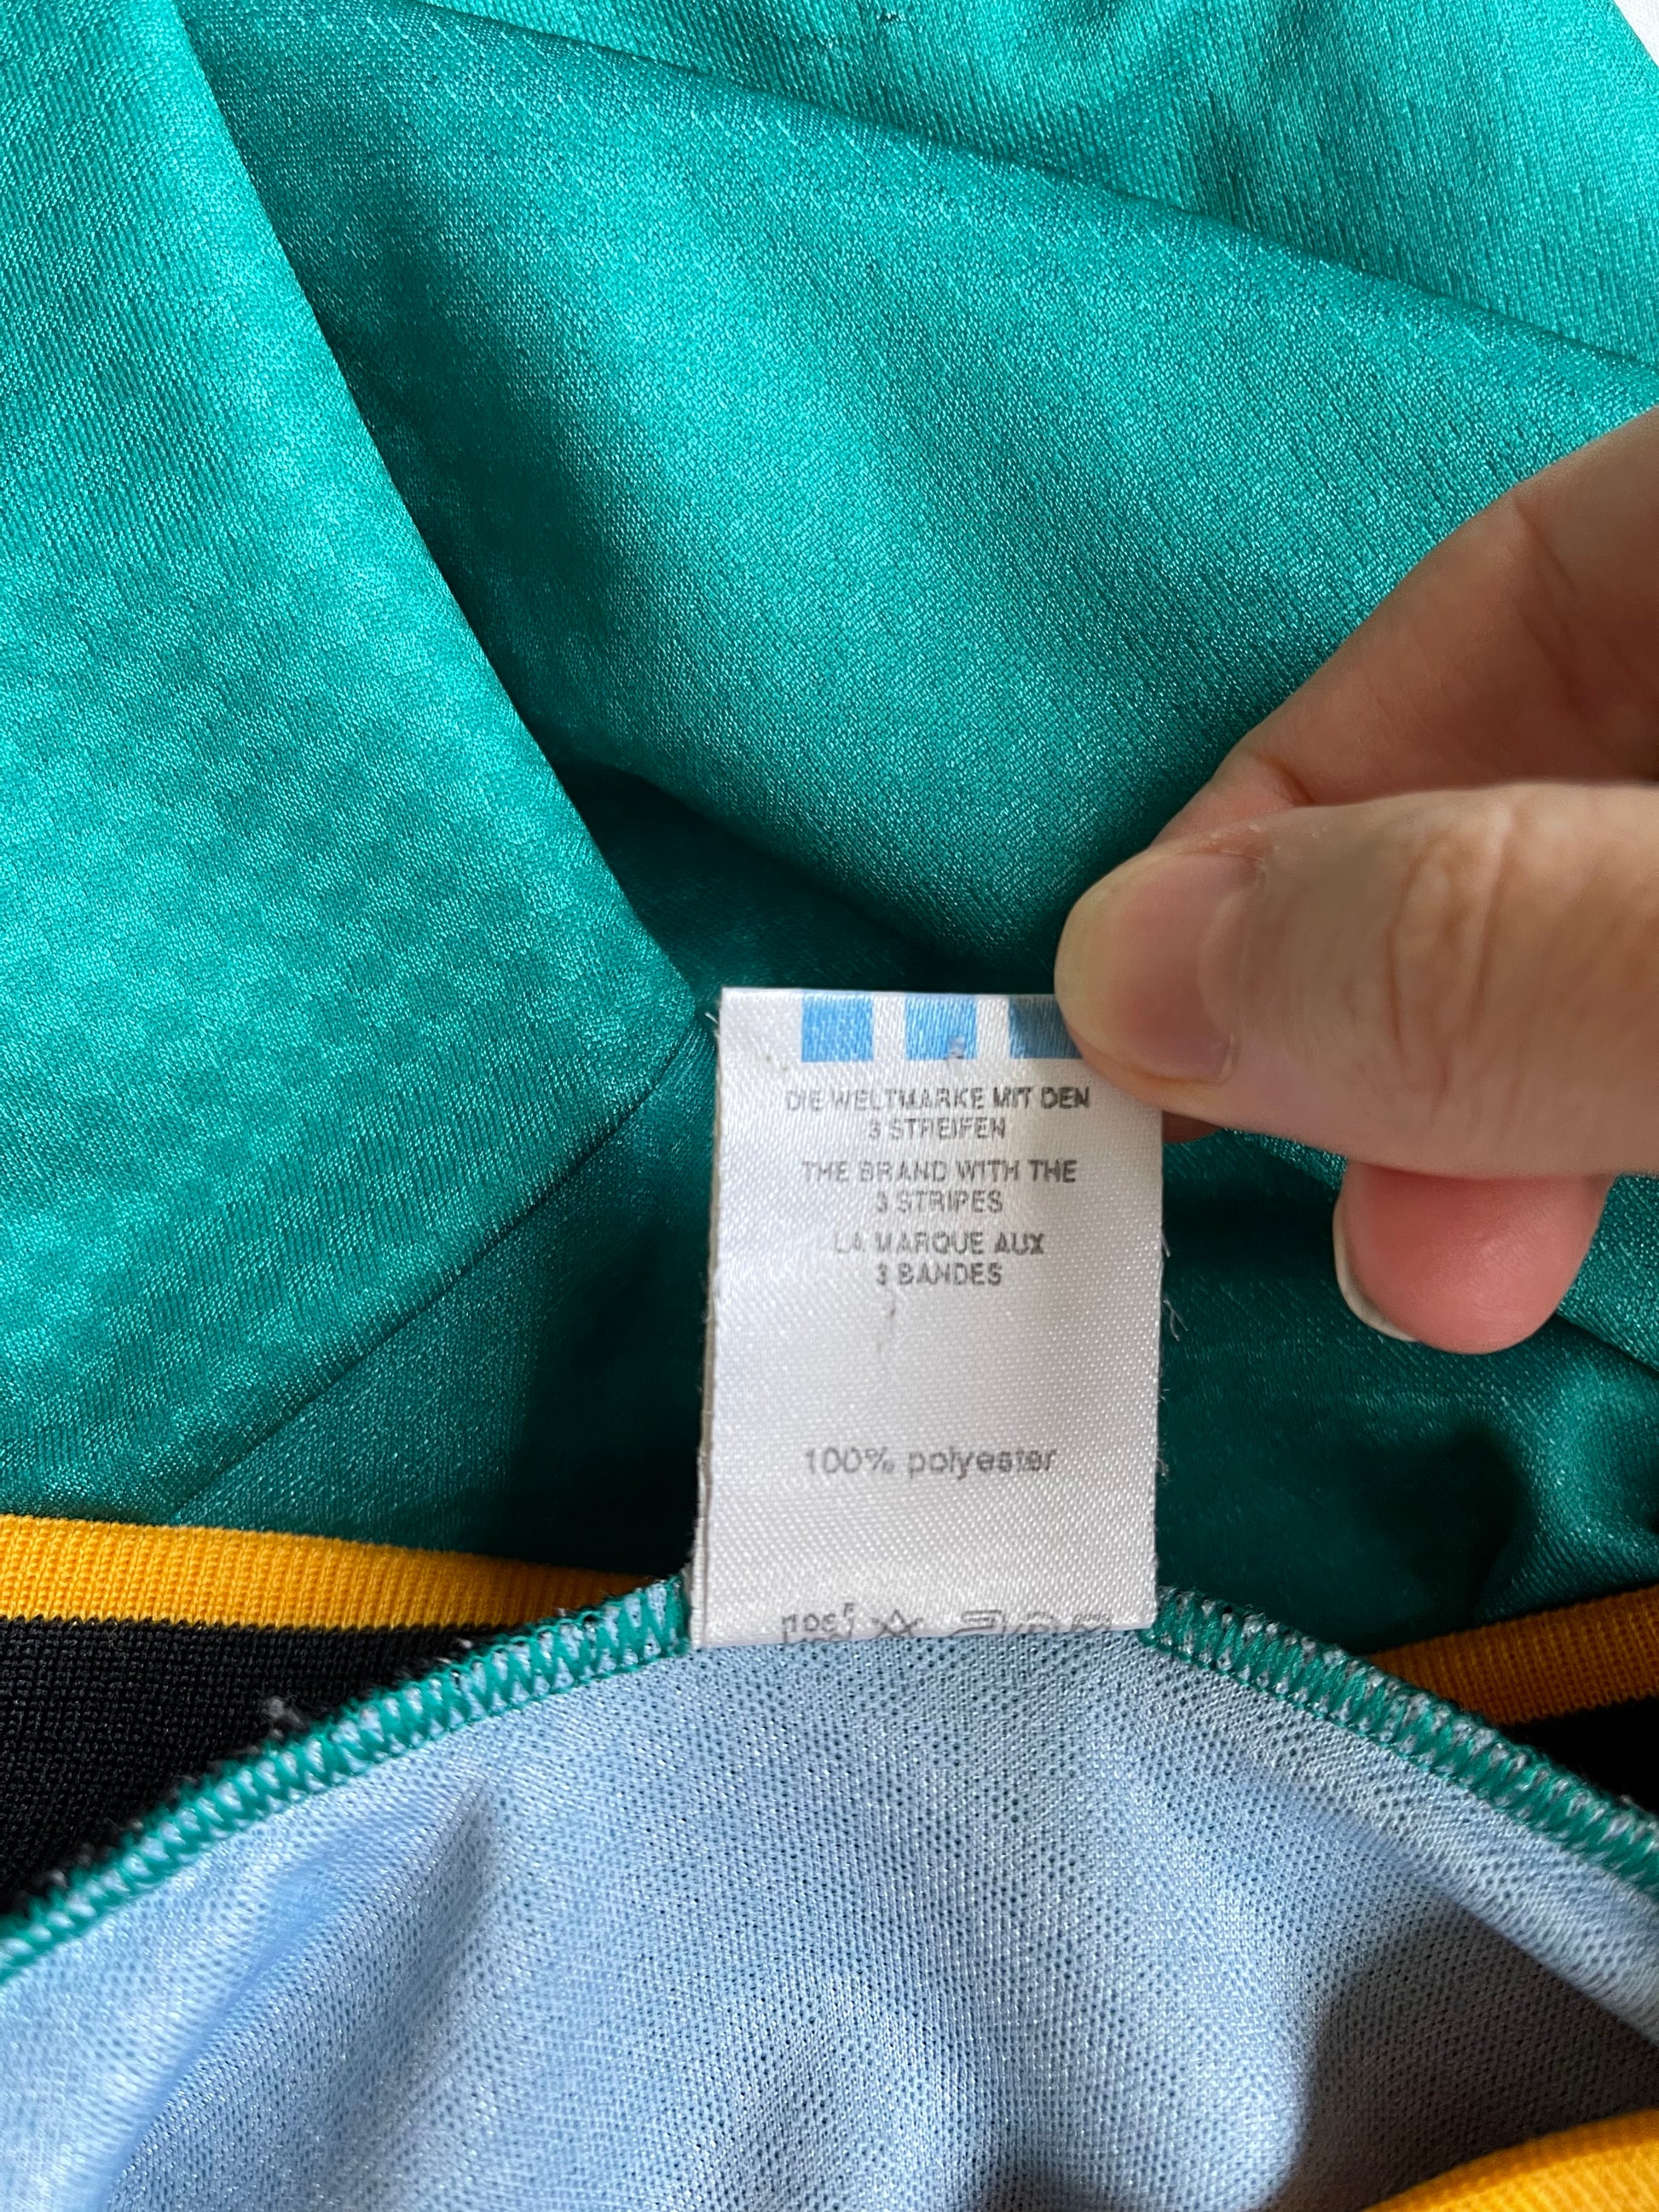 DIE WELTMARKE MIT DEN
3 STREIFEN
THE BRAND WITH THE
3 STRIPES
LA MARQUE AUX
3 BANDES
100% polyester